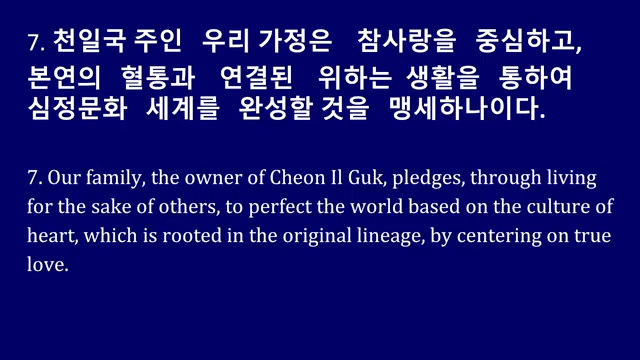 7. 천일국 주인 우리 가정은 참사랑을 중심하고,
본연의 혈통과 연결된 위하는 생활을 통하여
심정문화 세계를 완성할 것을 맹세하나이다.
7. Our family, the owner of Cheon Il Guk, pledges, through living
for the sake of others, to perfect the world based on the culture of
heart, which is rooted in the original lineage, by centering on true
love.